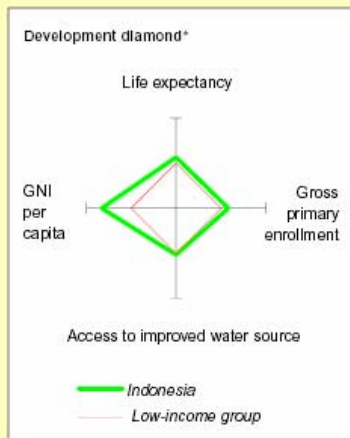 Development diamond*
Life expectancy
GNI
per
capita
Gross
primary
enrollment
Access to improved water source
Indonesia
Low-income group